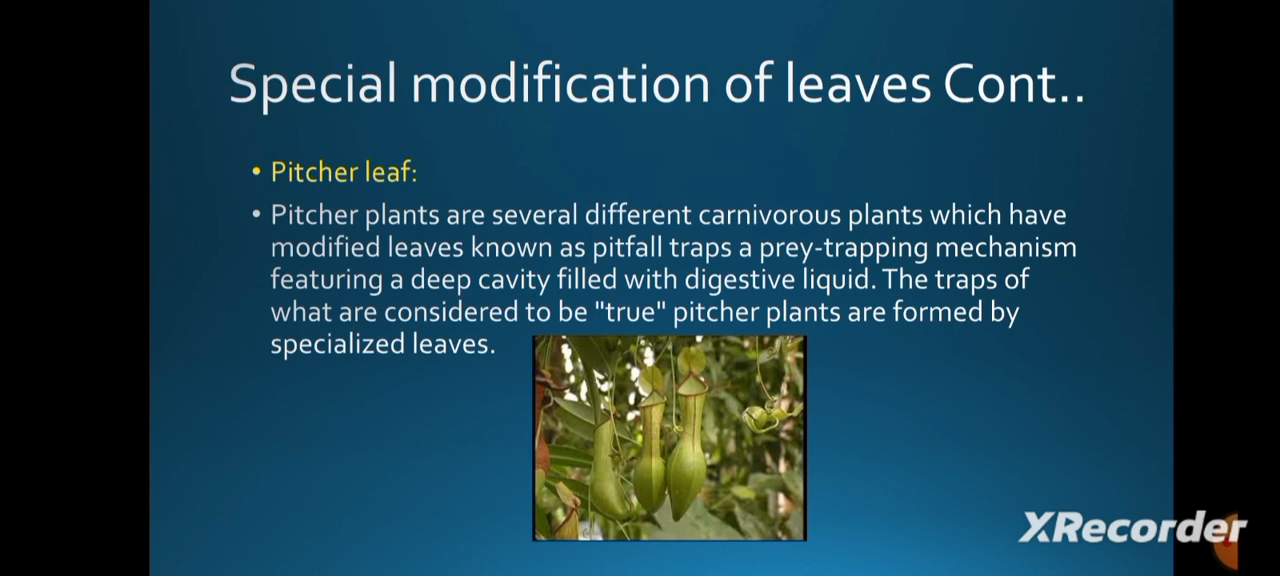 Special modification of leaves Cont..
• Pitcher leaf:
• Pitcher plants are several different carnivorous plants which have
modified leaves known as pitfall traps a prey-trapping mechanism
featuring a deep cavity filled with digestive liquid. The traps of
what are considered to be "true" pitcher plants are formed by
specialized leaves.
XRecorder